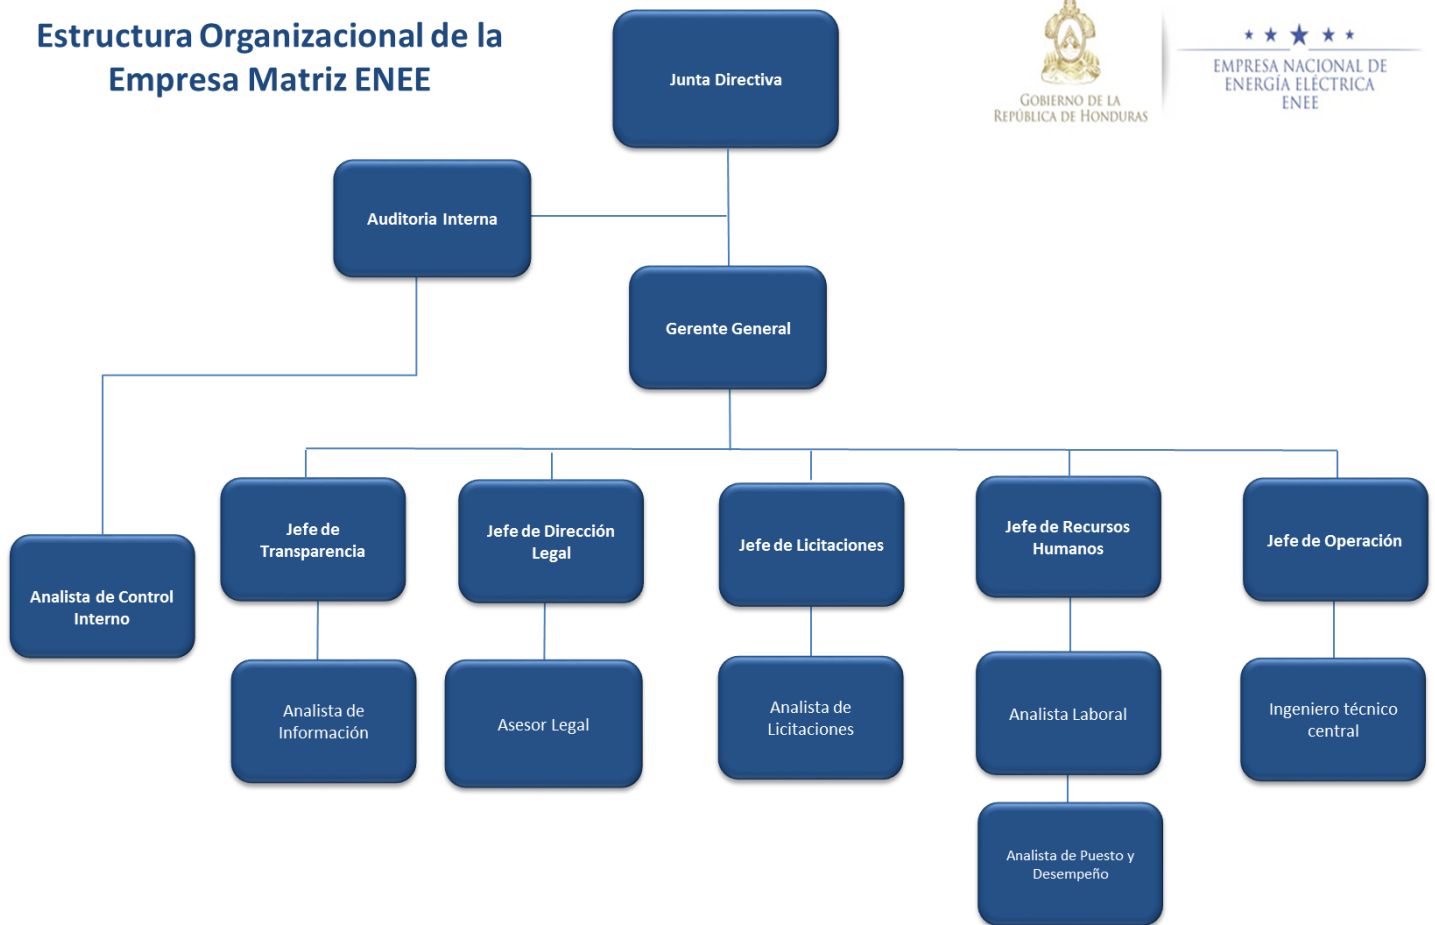 Estructura Organizacional de la
Empresa Matriz ENEE
Junta Directiva
GOBIERNO DE LA
REPÚBLICA DE HONDURAS
EMPRESA NACIONAL DE
ENERGÍA ELÉCTRICA
ENEE
Auditoria Interna
Gerente General
Jefe de
Transparencia
Jefe de Dirección
Legal
Jefe de Licitaciones
Jefe de Recursos
Humanos
Jefe de Operación
Analista de Control
Interno
Analista de
Información
Asesor Legal
Analista de
Licitaciones
Analista Laboral
Ingeniero técnico
central
Analista de Puesto y
Desempeño